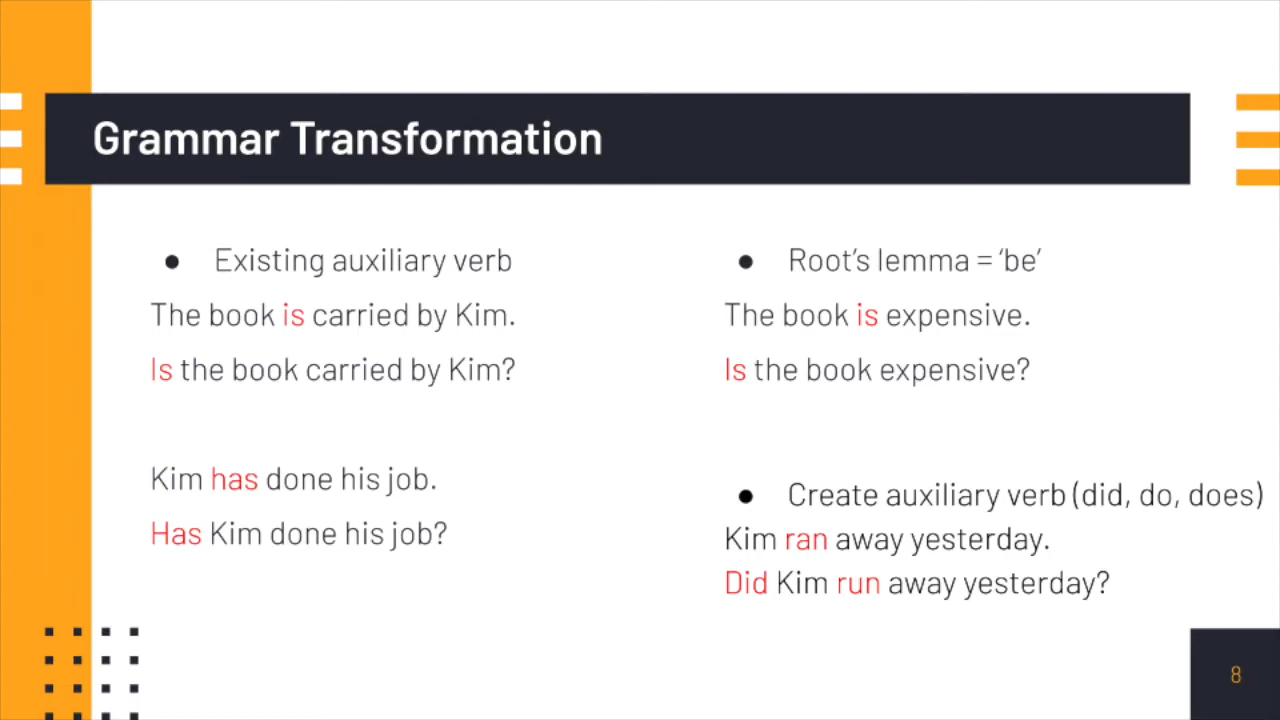 Grammar Transformation
● Existing auxiliary verb
The book is carried by Kim.
Is the book carried by Kim?
Kim has done his job.
Has Kim done his job?
● Root’s lemma = ‘be’
The book is expensive.
Is the book expensive?
● Create auxiliary verb (did, do, does)
Kim ran away yesterday.
Did Kim run away yesterday?
8